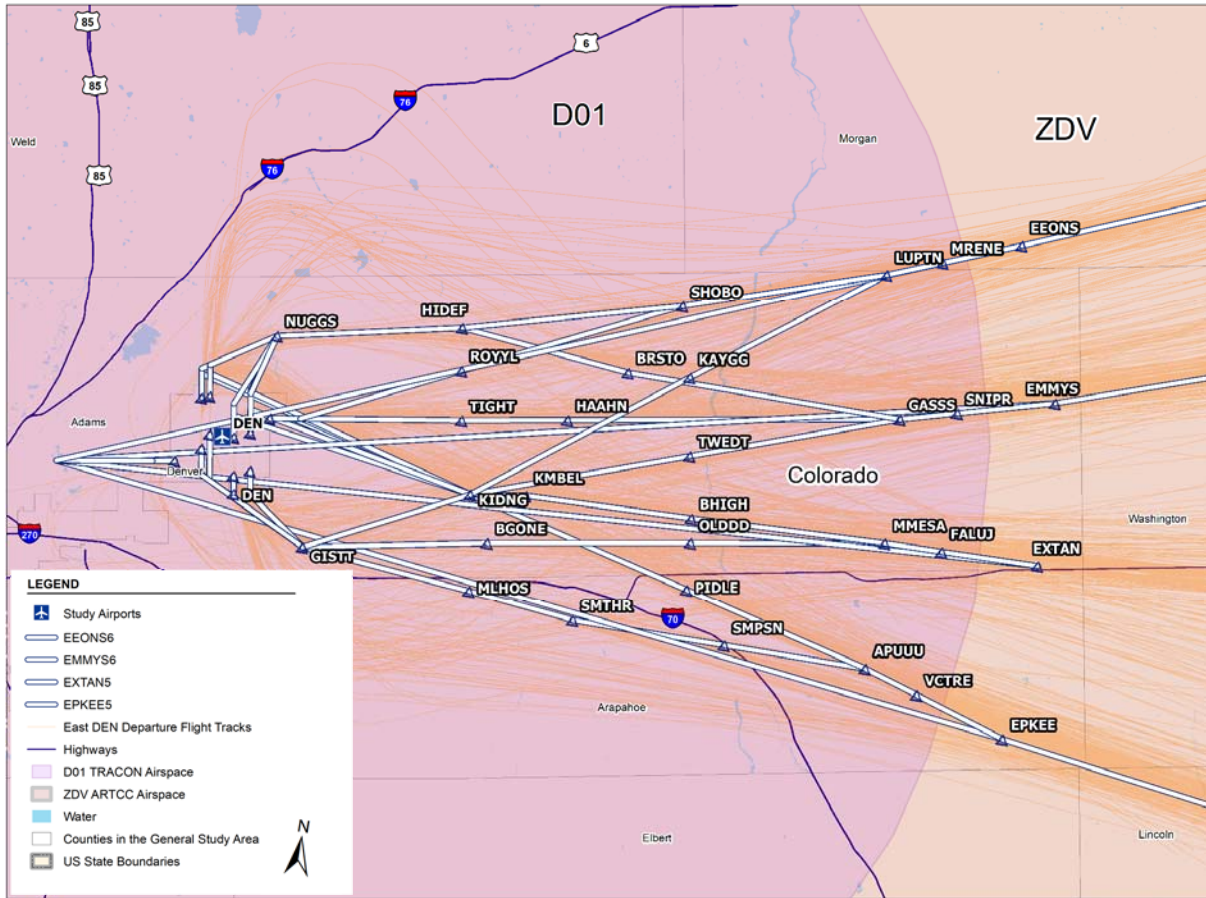 85
6
85
76
D01
ZDV
Weld
Morgan
76
85
EEONS
MRENE
LUPTN
SHOBO
HIDEF
NUGGS
ROYYL
BRSTO
KAYGG
EMMYS
SNIPR
GASSS
TIGHT
HAAHN
Adams
DEN
TWEDT
Denver
KMBEL
Colorado
DEN
KIDNG
BHIGH
Washington
270
BGONE
OLDDD
MMESA
FALUJ
EXTAN
GISTT
MLHOS
PIDLE
SMTHR
70
SMPSN
APUUU
VCTRE
Arapahoe
EPKEE
Elbert
Lincoln
LEGEND
Study Airports
EEONS6
EMMYS6
EXTAN5
EPKEE5
East DEN Departure Flight Tracks
Highways
D01 TRACON Airspace
ZDV ARTCC Airspace
Water
Counties in the General Study Area
US State Boundaries
N